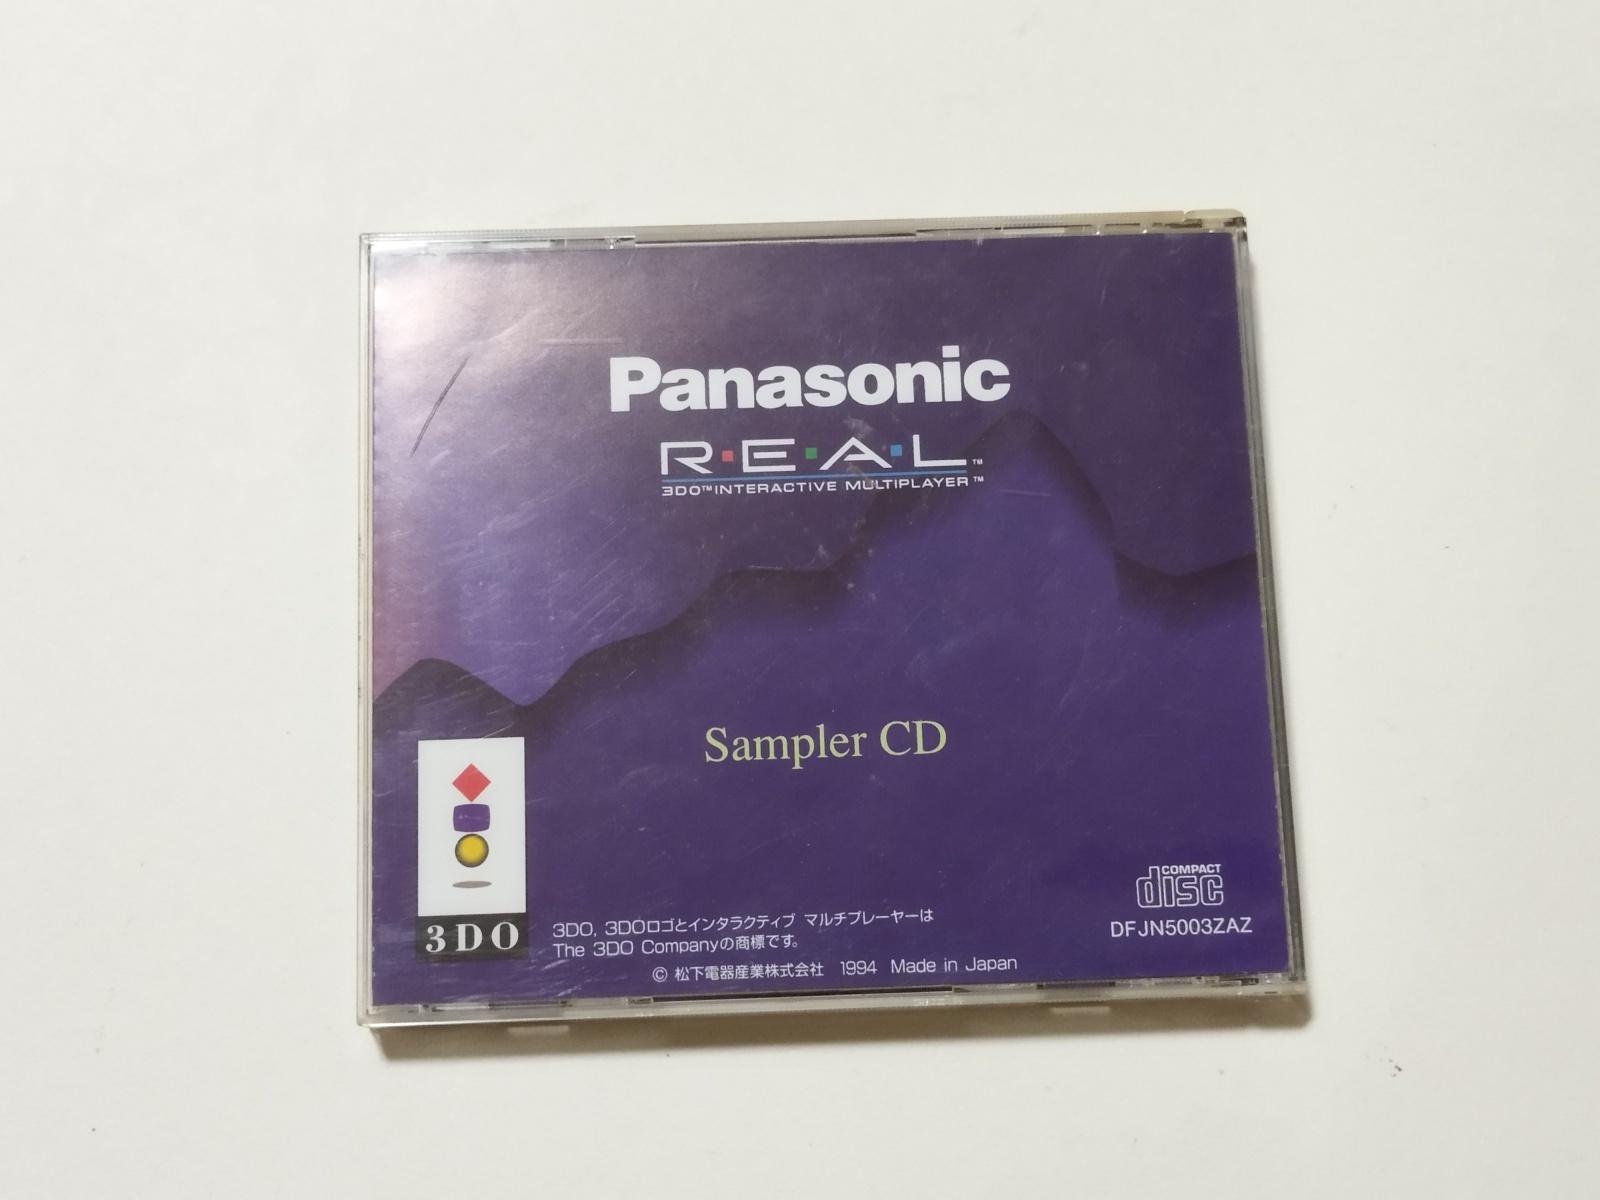 Panasonic
R·E·A·L™
3DO™INTERACTIVE MULTIPLAYER™
Sampler CD
COMPACT
disc
DFJN5003ZAZ
3DO
3DO, 3DOロゴとインタラクティブ マルチプレーヤーは
The 3DO Companyの商標です。
© 松下電器産業株式会社 1994 Made in Japan